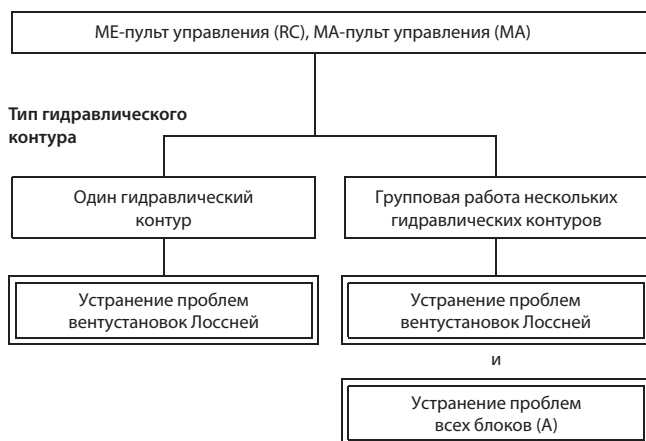 МЕ-пульт управления (RC), МА-пульт управления (МА)
Тип гидравлического
контура
Один гидравлический
контур
Групповая работа нескольких
гидравлических контуров
Устранение проблем
вентустановок Лоссней
Устранение проблем
вентустановок Лоссней
и
Устранение проблем
всех блоков (А)